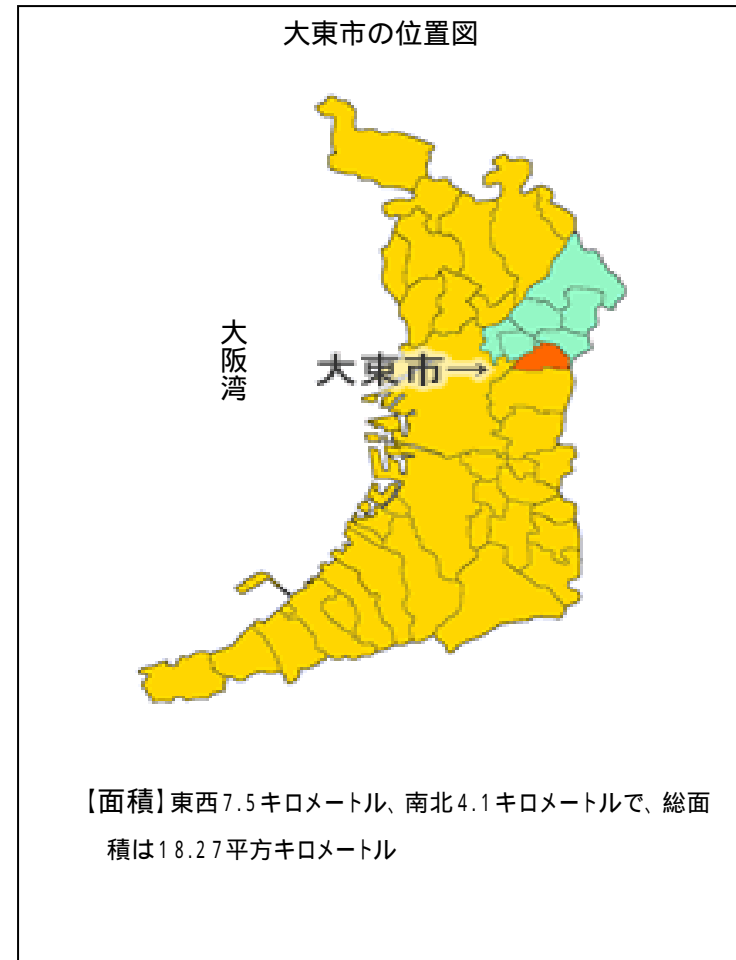 大東市の位置図
大阪湾
大東市→
【面積】東西7.5キロメートル、南北4.1キロメートルで、総面
積は18.27平方キロメートル